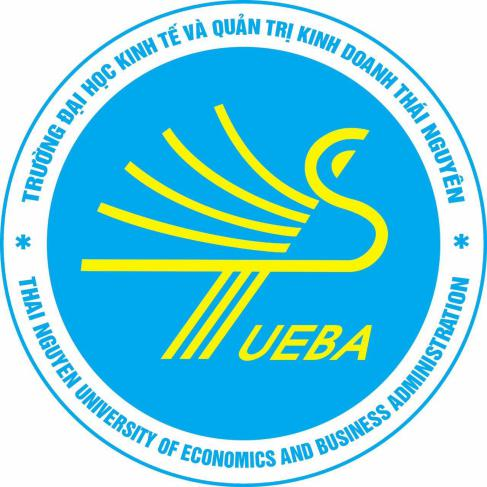 TRƯỜNG ĐẠI HỌC KINH TẾ VÀ QUẢN TRỊ KINH DOANH THÁI NGUYÊN
TUEBA
* THAI NGUYEN UNIVERSITY OF ECONOMICS AND BUSINESS ADMINISTRATION *